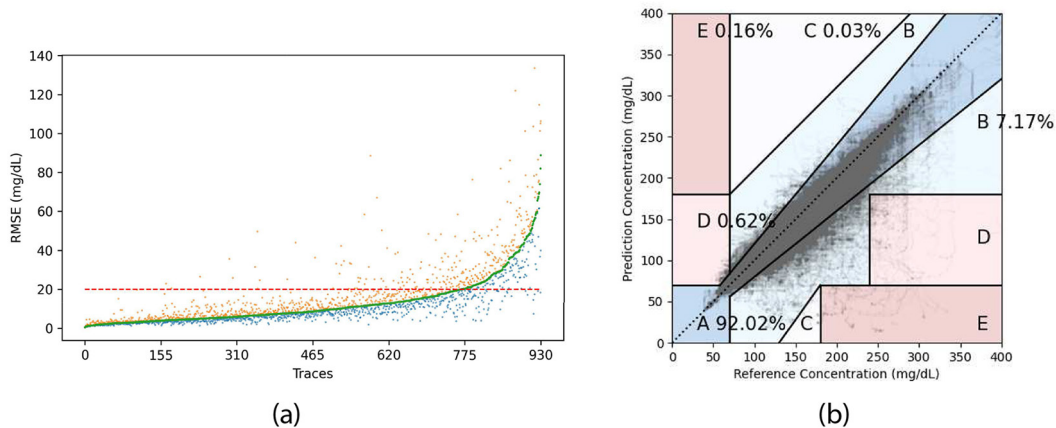 140
120
100
80
60
40
20
0
RMSE (mg/dL)
0 155 310 465 620 775 930
Traces
(a)
400
350
300
250
200
150
100
50
0
Prediction Concentration (mg/dL)
E 0.16% C 0.03% B
B 7.17%
D 0.62%
D
A 92.02% C E
0 50 100 150 200 250 300 350 400
Reference Concentration (mg/dL)
(b)